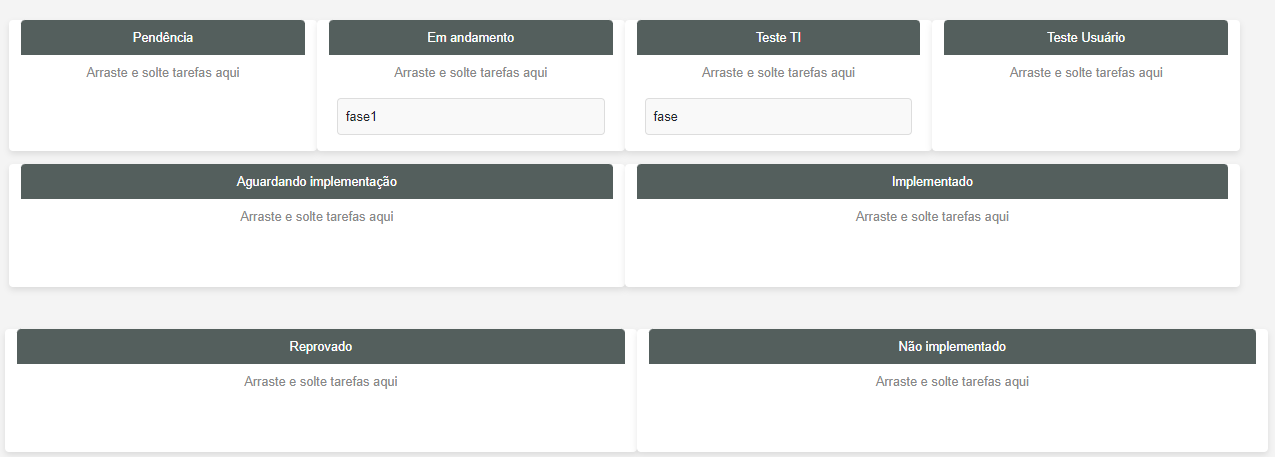 Pendência
Em andamento
Teste TI
Teste Usuário
Arraste e solte tarefas aqui
Arraste e solte tarefas aqui
Arraste e solte tarefas aqui
Arraste e solte tarefas aqui
fase1
fase
Aguardando implementação
Implementado
Arraste e solte tarefas aqui
Arraste e solte tarefas aqui
Reprovado
Não implementado
Arraste e solte tarefas aqui
Arraste e solte tarefas aqui